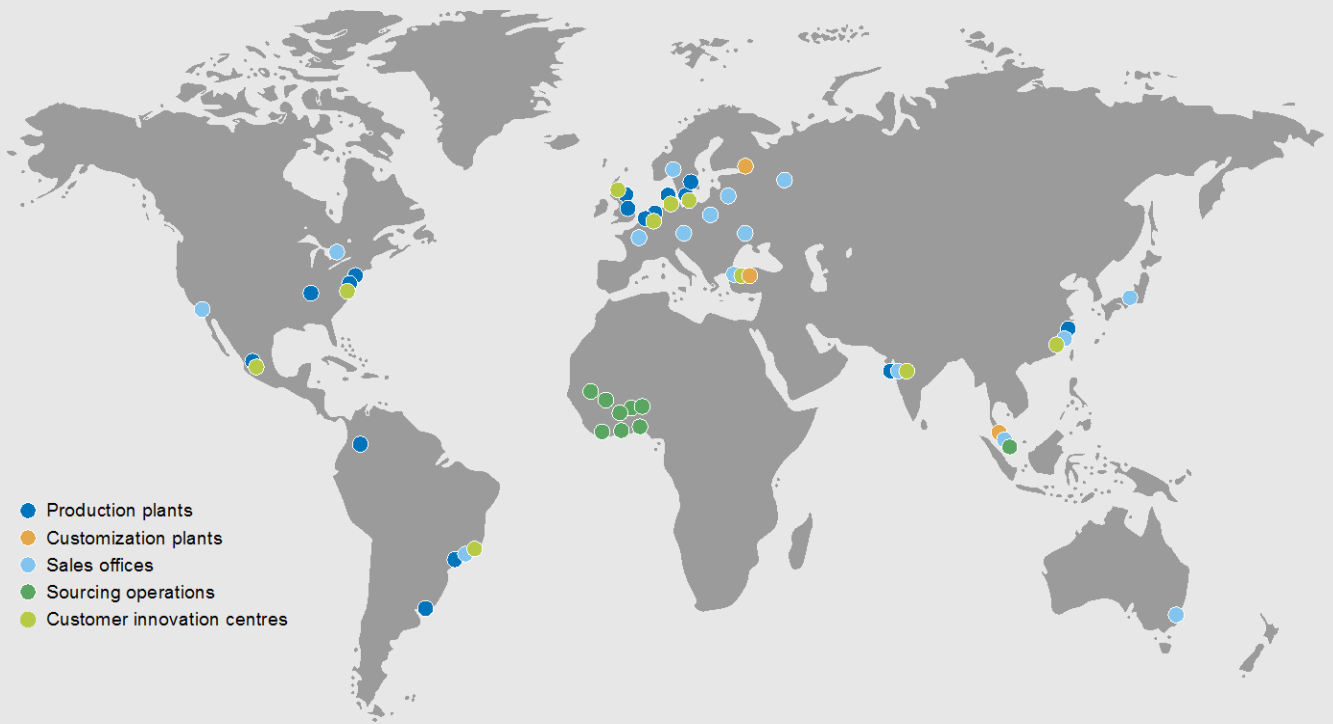 Production plants
Customization plants
Sales offices
Sourcing operations
Customer innovation centres